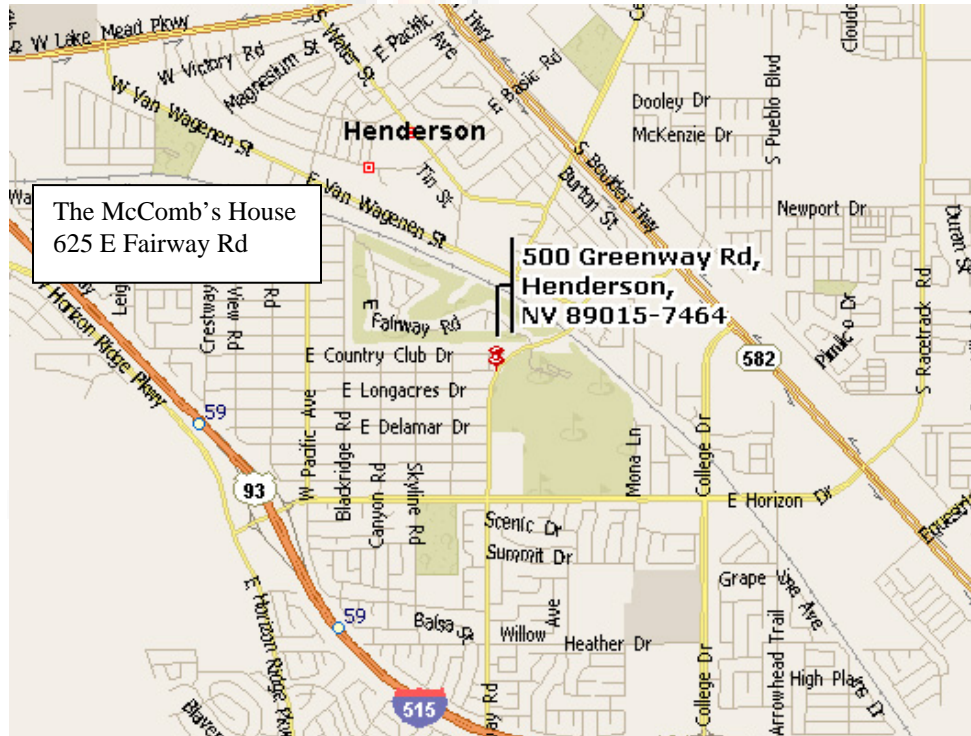 W Lake Mead Pkwy
S Water St
E Pacific Ave
Hwy
W Victory Rd
Magnesium St
E Basic Rd
S Pueblo Blvd
Dooley Dr
McKenzie Dr
W Van Wagenen St
Henderson
Tin St
S Boulder Hwy
Burton St
E Van Wagenen St
Newport Dr
The McComb's House
625 E Fairway Rd
500 Greenway Rd,
Henderson,
NV 89015-7464
E
Fairway Rd
S Racetrack Rd
Crestway
Rd
E Country Club Dr
582
E Longacres Dr
59
E Delamar Dr
W Pacific Ave
Blackridge Rd
Canyon Rd
Skyline Rd
Mona Ln
College Dr
93
E Horizon Dr
Horizon Ridge Pkwy
Scenic Dr
Summit Dr
Grape Vine Ave
E Horizon Ridge Pkwy
59
Balsa St
Willow Ave
Heather Dr
College Dr
Arrowhead Trail
High Plains Dr
515
ay Rd